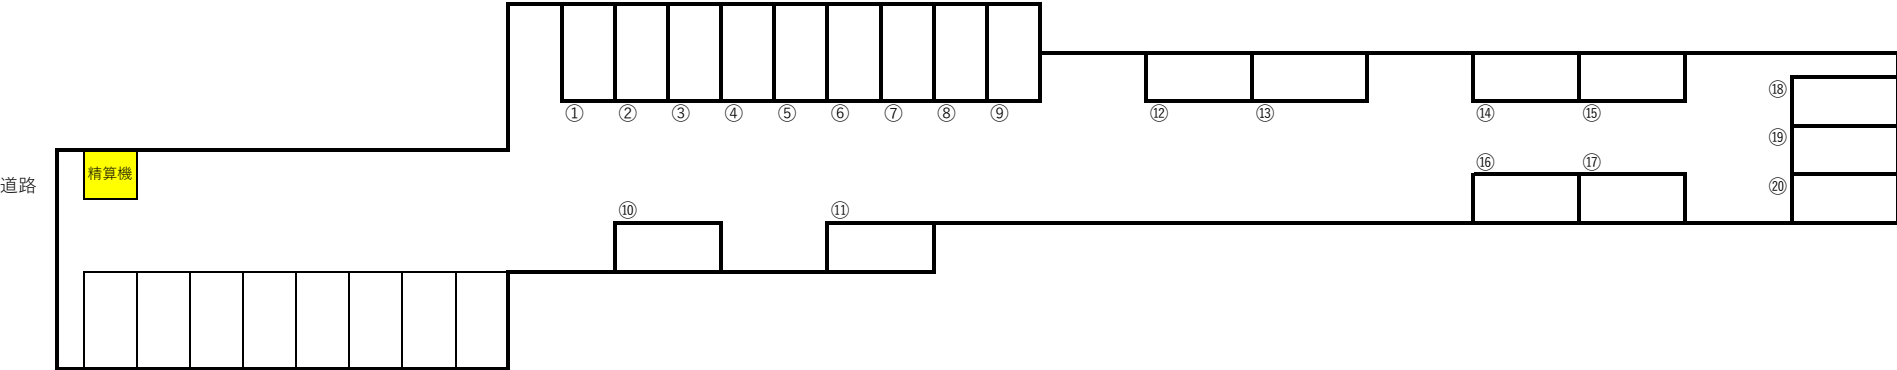 ① ② ③ ④ ⑤ ⑥ ⑦ ⑧ ⑨
⑫ ⑬ ⑭ ⑮
⑱
⑲
⑳
⑯ ⑰
精算機
道路
⑩ ⑪